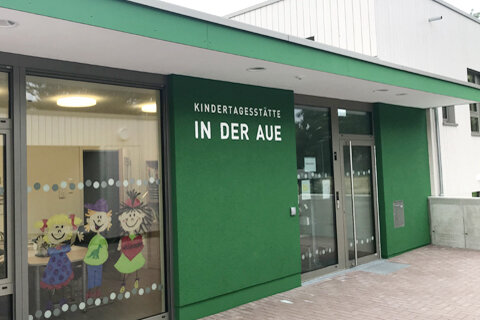 KINDERTAGESSTÄTTE
IN DER AUE